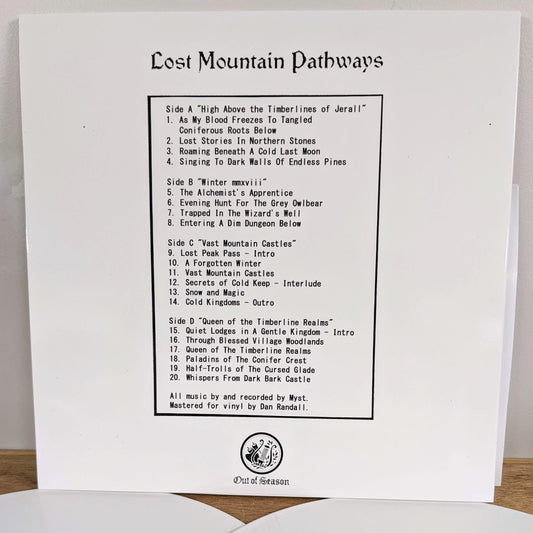 Lost Mountain Pathways
Side A "High Above the Timberlines of Jerall"
1. As My Blood Freezes To Tangled
Coniferous Roots Below
2. Lost Stories In Northern Stones
3. Roaming Beneath A Cold Last Moon
4. Singing To Dark Walls Of Endless Pines
Side B "Winter mmxviii"
5. The Alchemist's Apprentice
6. Evening Hunt For The Grey Owlbear
7. Trapped In The Wizard's Well
8. Entering A Dim Dungeon Below
Side C "Vast Mountain Castles"
9. Lost Peak Pass - Intro
10. A Forgotten Winter
11. Vast Mountain Castles
12. Secrets of Cold Keep - Interlude
13. Snow and Magic
14. Cold Kingdoms - Outro
Side D "Queen of the Timberline Realms"
15. Quiet Lodges in A Gentle Kingdom - Intro
16. Through Blessed Village Woodlands
17. Queen of The Timberline Realms
18. Paladins of The Conifer Crest
19. Half-Trolls of The Cursed Glade
20. Whispers From Dark Bark Castle
All music by and recorded by Myst.
Mastered for vinyl by Dan Randall.
Out of Season